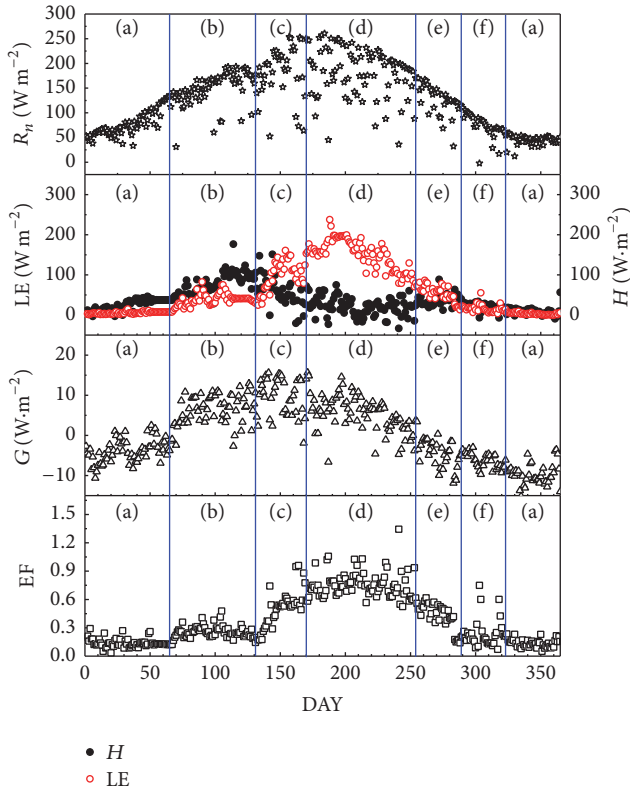 300
250
200
150
100
50
0
R_n (W m⁻²)
(a) (b) (c) (d) (e) (f) (a)
300
200
100
0
LE (W m⁻²)
(a) (b) (c) (d) (e) (f) (a)
300
200
100
0
H (W·m⁻²)
20
10
0
−10
G (W·m⁻²)
(a) (b) (c) (d) (e) (f) (a)
1.5
1.2
0.9
0.6
0.3
0.0
EF
(a) (b) (c) (d) (e) (f) (a)
0 50 100 150 200 250 300 350
DAY
H
LE